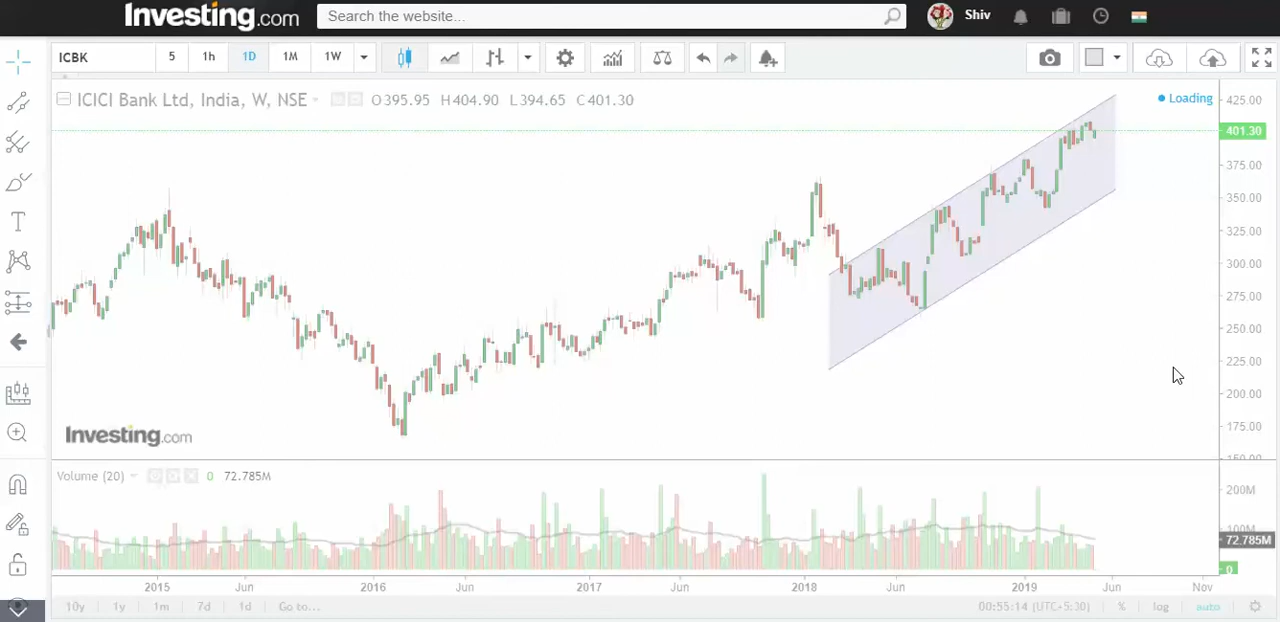 Investing.com Search the website... Shiv
ICBK 5 1h 1D 1M 1W
ICICI Bank Ltd, India, W, NSE O395.95 H404.90 L394.65 C401.30
Loading
425.00
401.30
375.00
350.00
325.00
300.00
275.00
250.00
225.00
200.00
175.00
150.00
Investing.com
Volume (20) 0 72.785M
200M
100M
72.785M
0
2015 Jun 2016 Jun 2017 Jun 2018 Jun 2019 Jun Nov
10y 1y 1m 7d 1d Go to... 00:55:14 (UTC+5:30) % log auto